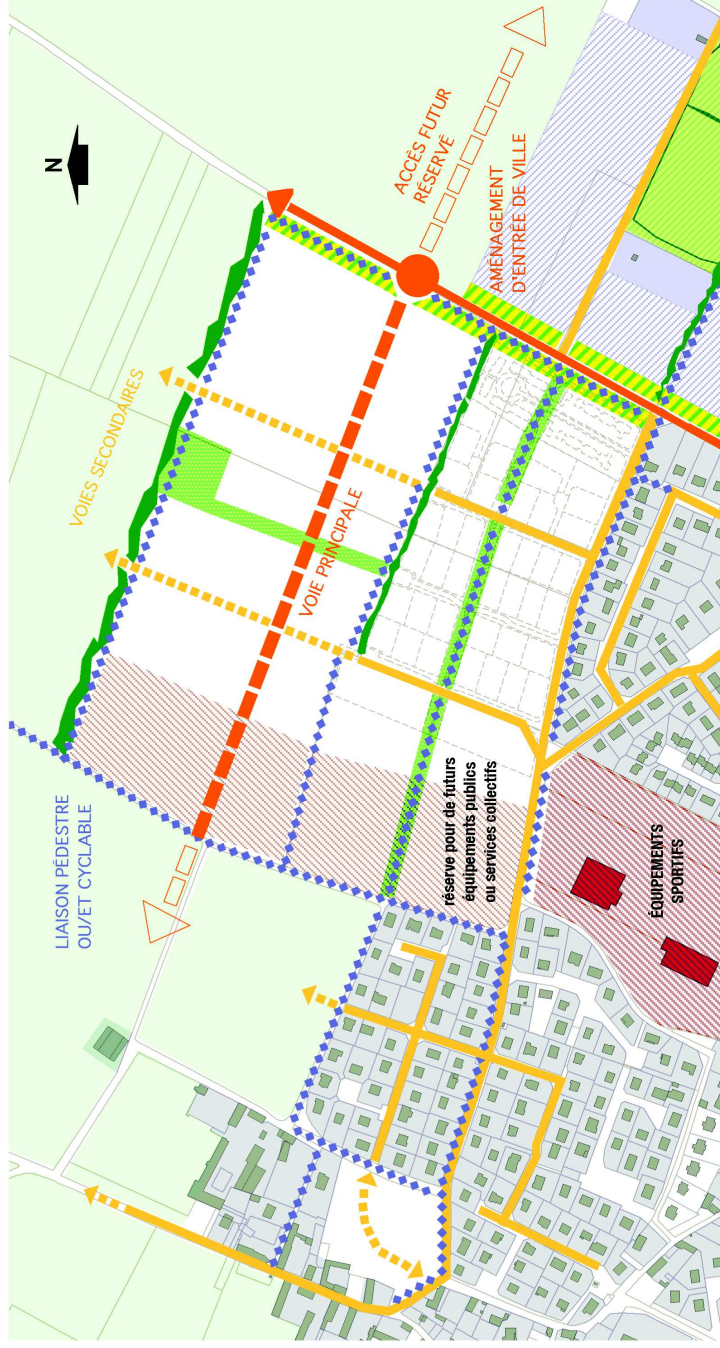 N
ACCÈS FUTUR
RÉSERVÉ
AMÉNAGEMENT
D'ENTRÉE DE VILLE
VOIES SECONDAIRES
VOIE PRINCIPALE
LIAISON PÉDESTRE
OU/ET CYCLABLE
réserve pour de futurs
équipements publics
ou services collectifs
ÉQUIPEMENTS
SPORTIFS